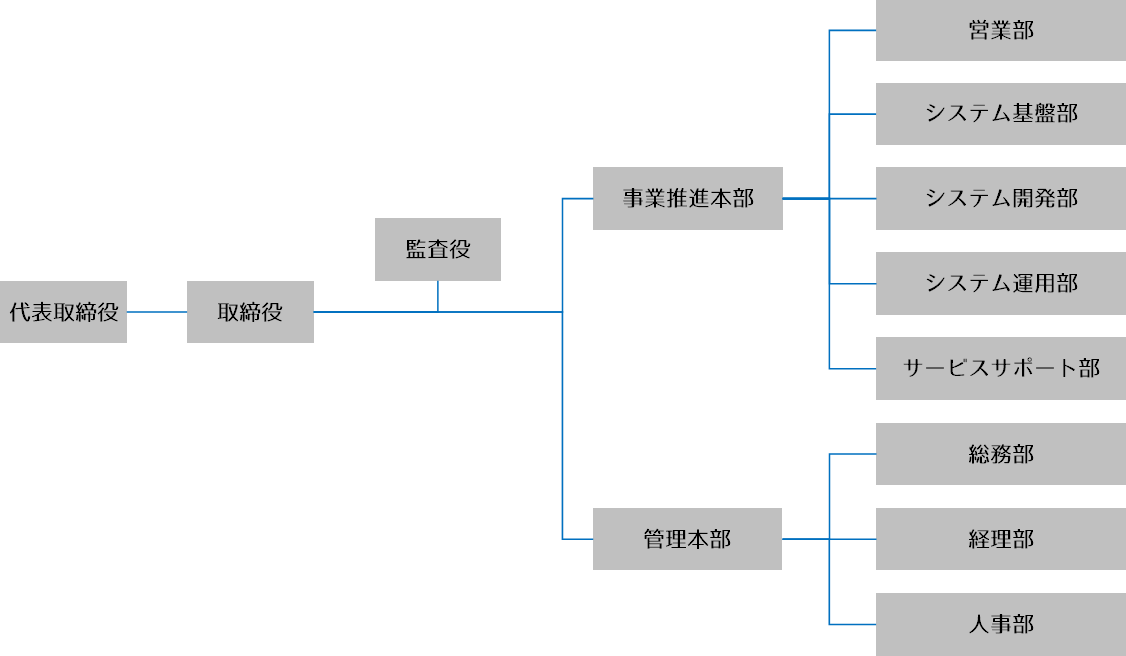 代表取締役
取締役
監査役
事業推進本部
営業部
システム基盤部
システム開発部
システム運用部
サービスサポート部
管理本部
総務部
経理部
人事部